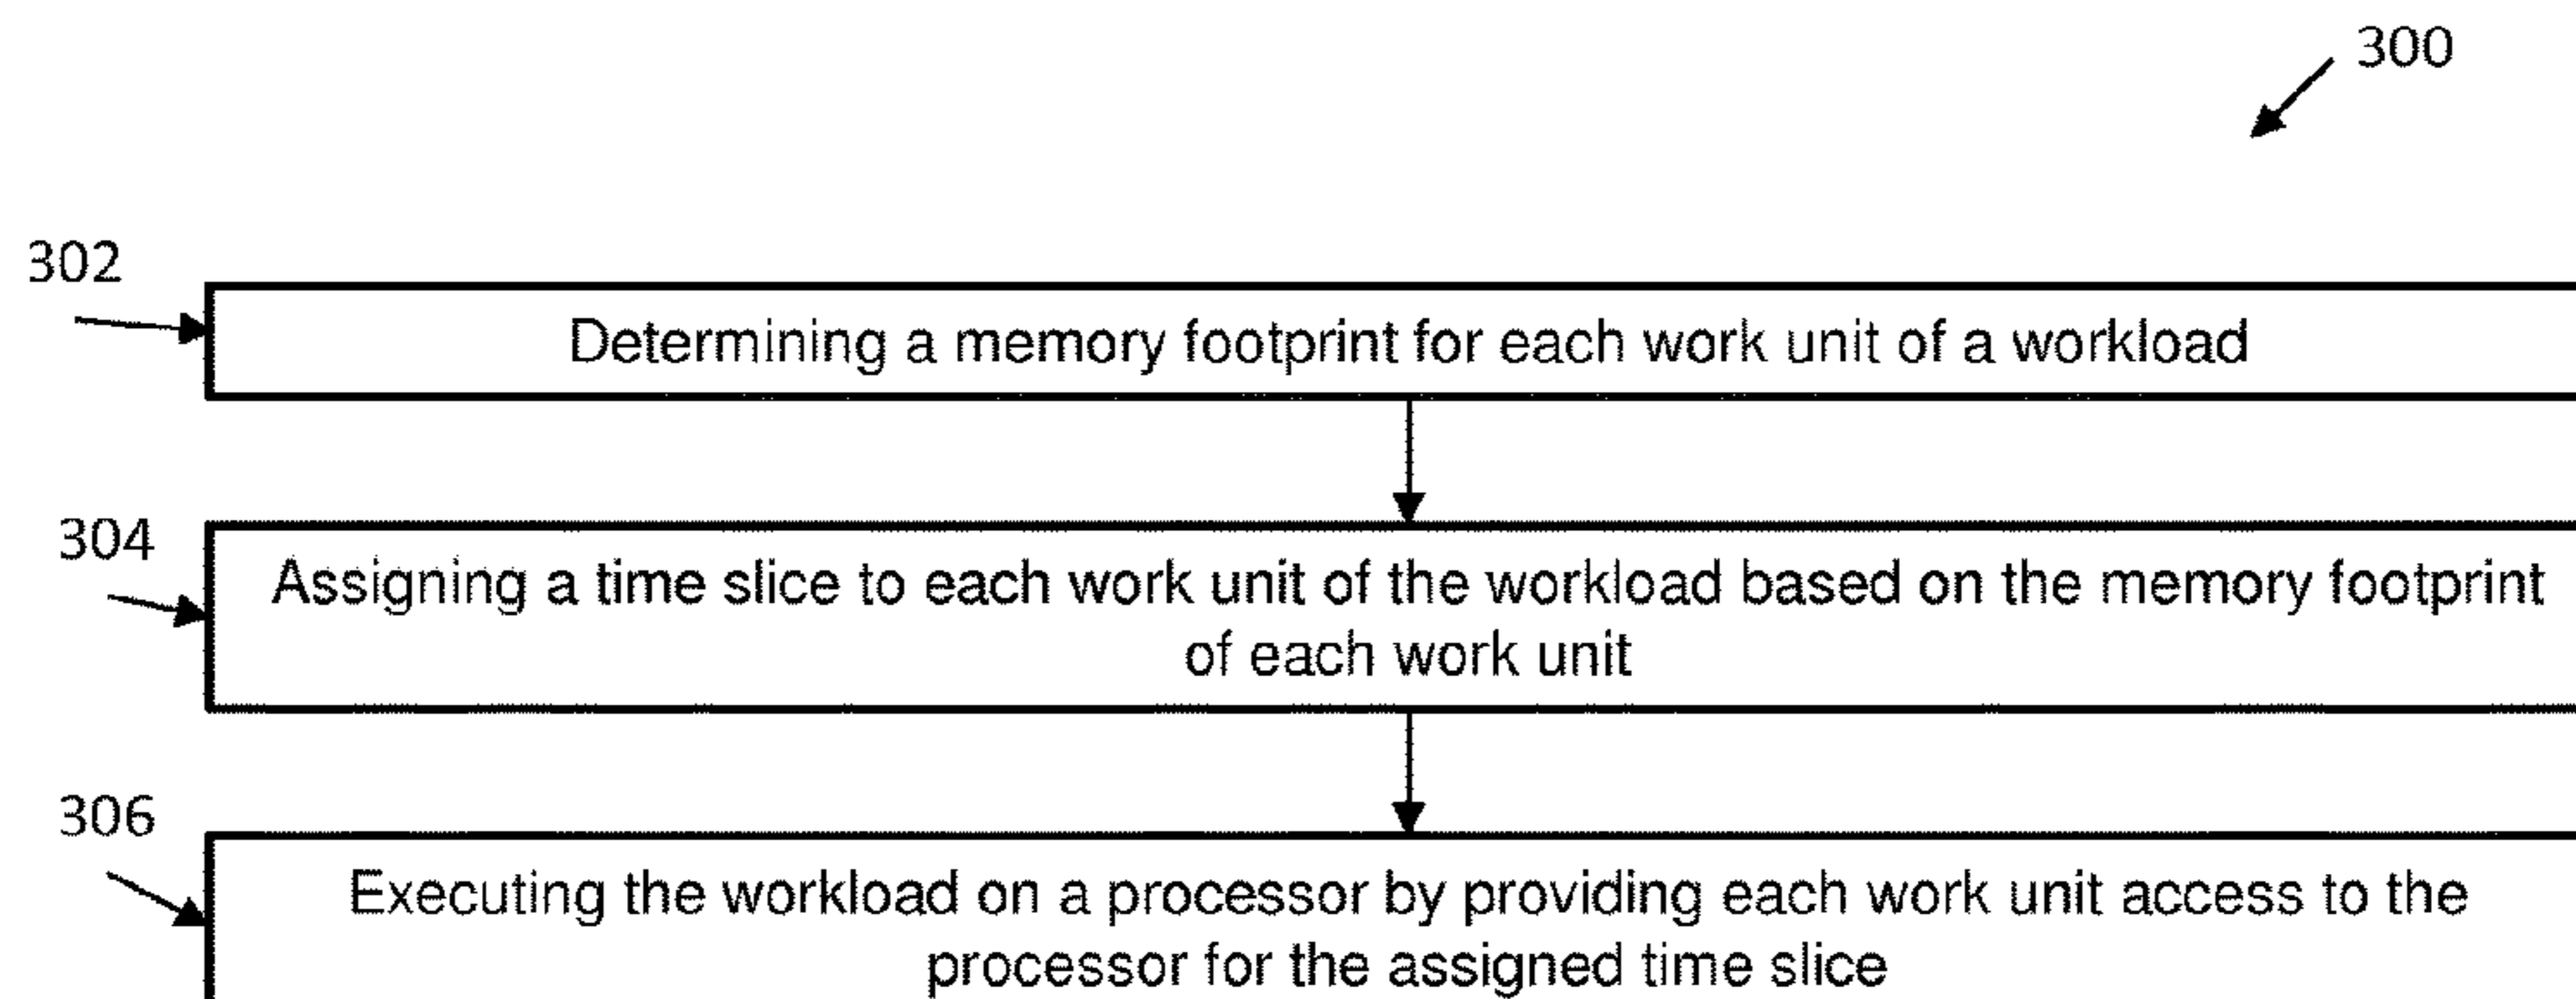 300
302
Determining a memory footprint for each work unit of a workload
304
Assigning a time slice to each work unit of the workload based on the memory footprint
of each work unit
306
Executing the workload on a processor by providing each work unit access to the
processor for the assigned time slice